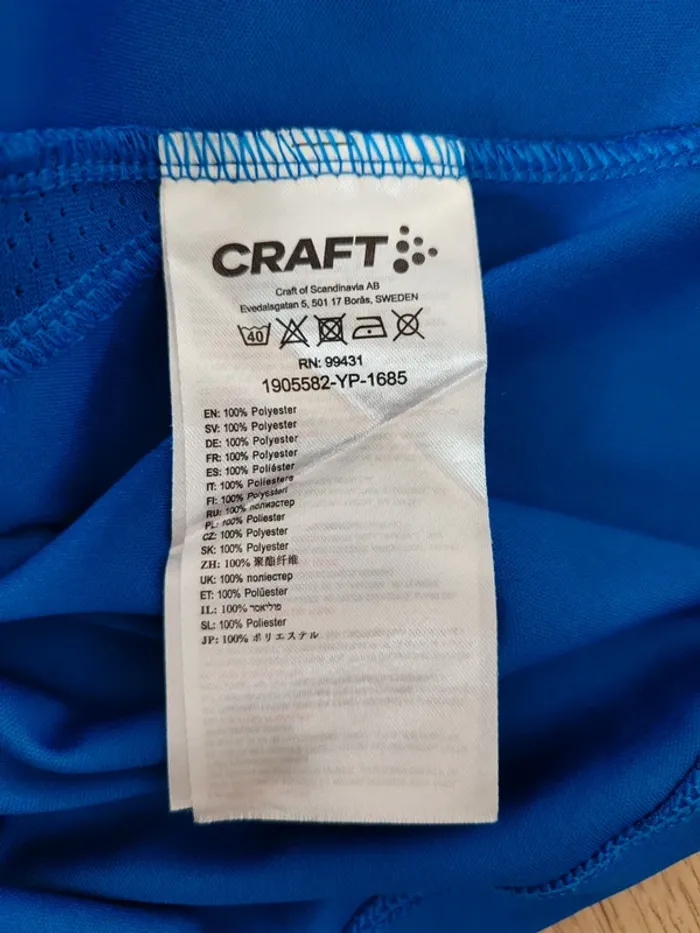 CRAFT
Craft of Scandinavia AB
Evedalsgatan 5, 501 17 Borås, SWEDEN
40
RN: 99431
1905582-YP-1685
EN: 100% Polyester
SV: 100% Polyester
DE: 100% Polyester
FR: 100% Polyester
ES: 100% Poliéster
IT: 100% Poliestere
FI: 100% Polyesteri
RU: 100% полиэстер
PL: 100% Poliester
CZ: 100% Polyester
SK: 100% Polyester
ZH: 100% 聚酯纤维
UK: 100% поліестер
ET: 100% Polüester
IL: 100% פוליאסטר
SL: 100% Poliester
JP: 100% ポリエステル